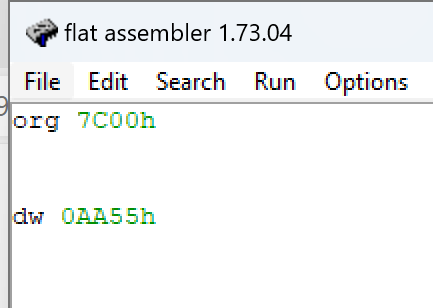 flat assembler 1.73.04
File Edit Search Run Options
org 7C00h
dw 0AA55h